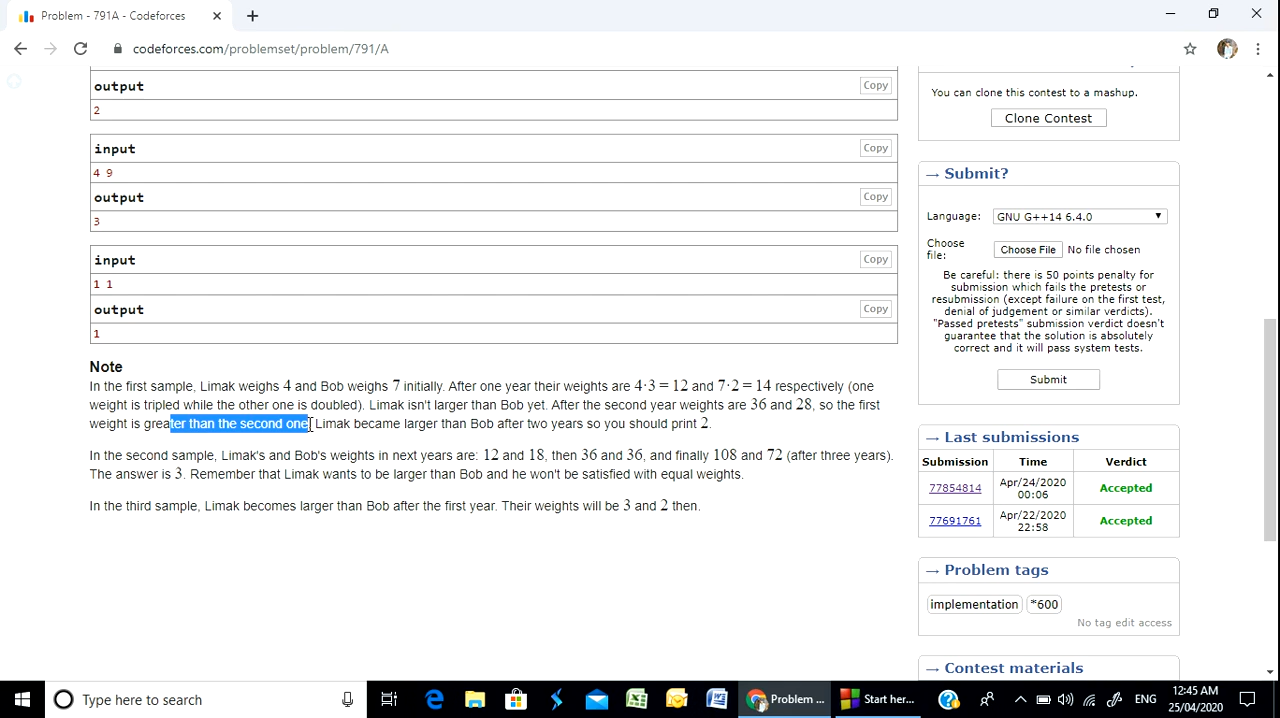 Problem - 791A - Codeforces
codeforces.com/problemset/problem/791/A
output
Copy
2
input
Copy
4 9
output
Copy
3
input
Copy
1 1
output
Copy
1
Note
In the first sample, Limak weighs 4 and Bob weighs 7 initially. After one year their weights are 4·3 = 12 and 7·2 = 14 respectively (one
weight is tripled while the other one is doubled). Limak isn't larger than Bob yet. After the second year weights are 36 and 28, so the first
weight is greater than the second one. Limak became larger than Bob after two years so you should print 2.
In the second sample, Limak's and Bob's weights in next years are: 12 and 18, then 36 and 36, and finally 108 and 72 (after three years).
The answer is 3. Remember that Limak wants to be larger than Bob and he won't be satisfied with equal weights.
In the third sample, Limak becomes larger than Bob after the first year. Their weights will be 3 and 2 then.
You can clone this contest to a mashup.
Clone Contest
→ Submit?
Language:
GNU G++14 6.4.0
Choose
file:
Choose File No file chosen
Be careful: there is 50 points penalty for
submission which fails the pretests or
resubmission (except failure on the first test,
denial of judgement or similar verdicts).
"Passed pretests" submission verdict doesn't
guarantee that the solution is absolutely
correct and it will pass system tests.
Submit
→ Last submissions
Submission Time Verdict
77854814 Apr/24/2020 00:06 Accepted
77691761 Apr/22/2020 22:58 Accepted
→ Problem tags
implementation *600
No tag edit access
→ Contest materials
Type here to search
Problem ...
Start her...
ENG
12:45 AM
25/04/2020